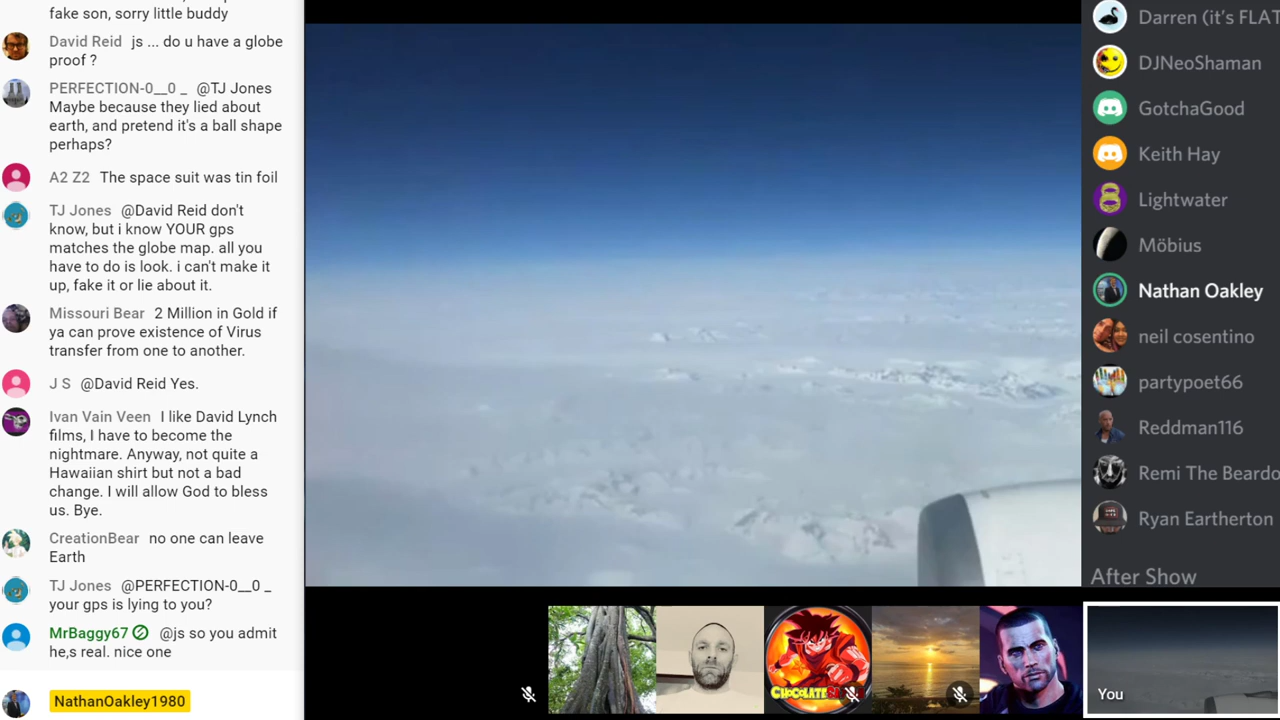 fake son, sorry little buddy
David Reid js ... do u have a globe
proof ?
PERFECTION-0__0 _ @TJ Jones
Maybe because they lied about
earth, and pretend it's a ball shape
perhaps?
A2 Z2 The space suit was tin foil
TJ Jones @David Reid don't
know, but i know YOUR gps
matches the globe map. all you
have to do is look. i can't make it
up, fake it or lie about it.
Missouri Bear 2 Million in Gold if
ya can prove existence of Virus
transfer from one to another.
J S @David Reid Yes.
Ivan Vain Veen I like David Lynch
films, I have to become the
nightmare. Anyway, not quite a
Hawaiian shirt but not a bad
change. I will allow God to bless
us. Bye.
CreationBear no one can leave
Earth
TJ Jones @PERFECTION-0__0 _
your gps is lying to you?
MrBaggy67 @js so you admit
he,s real. nice one
NathanOakley1980
CHOCOLATE
You
Darren (it's FLAT
DJNeoShaman
GotchaGood
Keith Hay
Lightwater
Möbius
Nathan Oakley
neil cosentino
partypoet66
Reddman116
Remi The Beardo
Ryan Eartherton
After Show